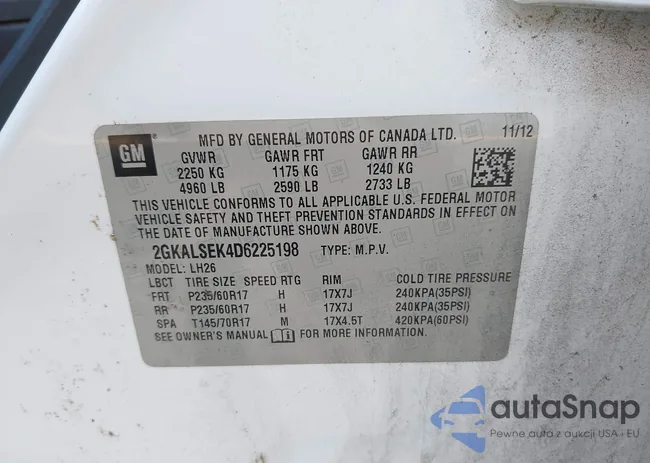 GM
MFD BY GENERAL MOTORS OF CANADA LTD. 11/12
GVWR GAWR FRT GAWR RR
2250 KG 1175 KG 1240 KG
4960 LB 2590 LB 2733 LB
THIS VEHICLE CONFORMS TO ALL APPLICABLE U.S. FEDERAL MOTOR
VEHICLE SAFETY AND THEFT PREVENTION STANDARDS IN EFFECT ON
THE DATE OF MANUFACTURE SHOWN ABOVE.
2GKALSEK4D6225198 TYPE: M.P.V.
MODEL: LH26
LBCT TIRE SIZE SPEED RTG RIM COLD TIRE PRESSURE
FRT P235/60R17 H 17X7J 240KPA(35PSI)
RR P235/60R17 H 17X7J 240KPA(35PSI)
SPA T145/70R17 M 17X4.5T 420KPA(60PSI)
SEE OWNER'S MANUAL FOR MORE INFORMATION.
autoSnap
Pewne auta z aukcji USA i EU